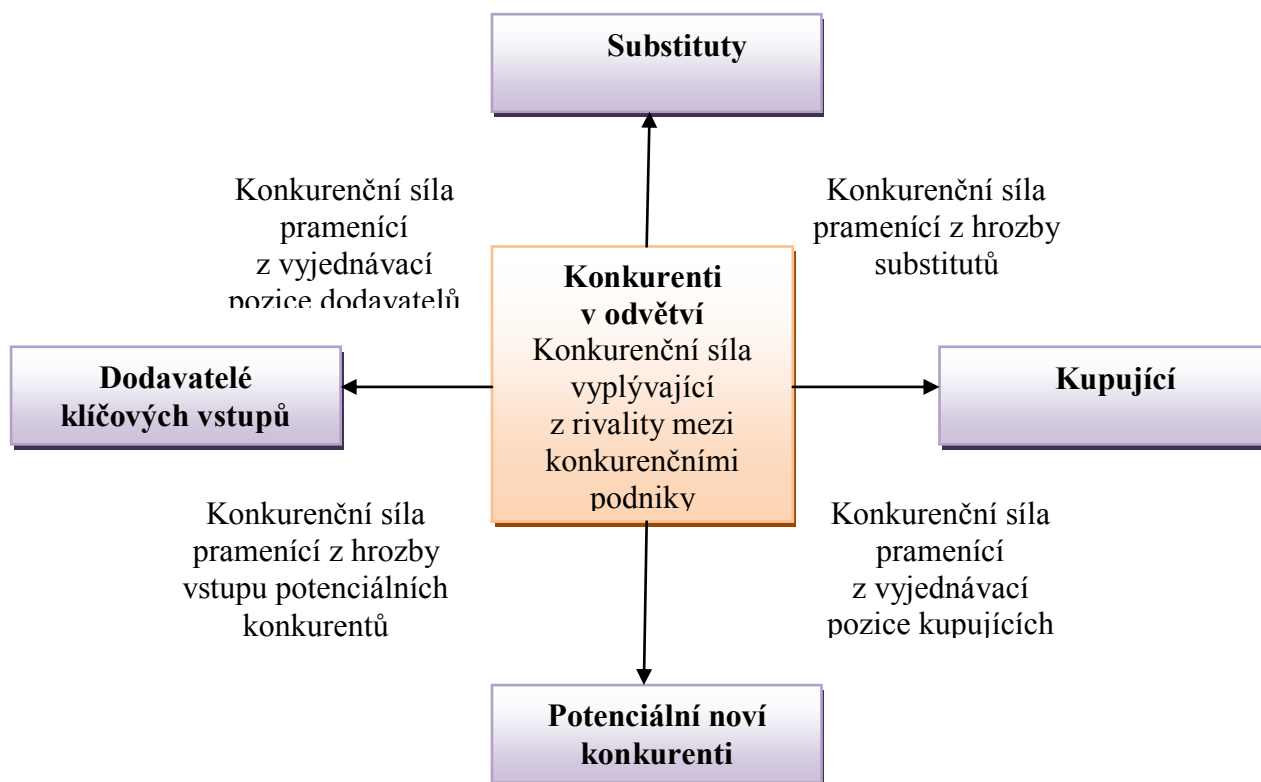 Substituty
Konkurenční síla
pramenící
z vyjednávací
pozice dodavatelů
Konkurenční síla
pramenící z hrozby
substitutů
Konkurenti
v odvětví
Konkurenční síla
vyplývající
z rivality mezi
konkurenčními
podniky
Dodavatelé
klíčových vstupů
Kupující
Konkurenční síla
pramenící z hrozby
vstupu potenciálních
konkurentů
Konkurenční síla
pramenící
z vyjednávací
pozice kupujících
Potenciální noví
konkurenti